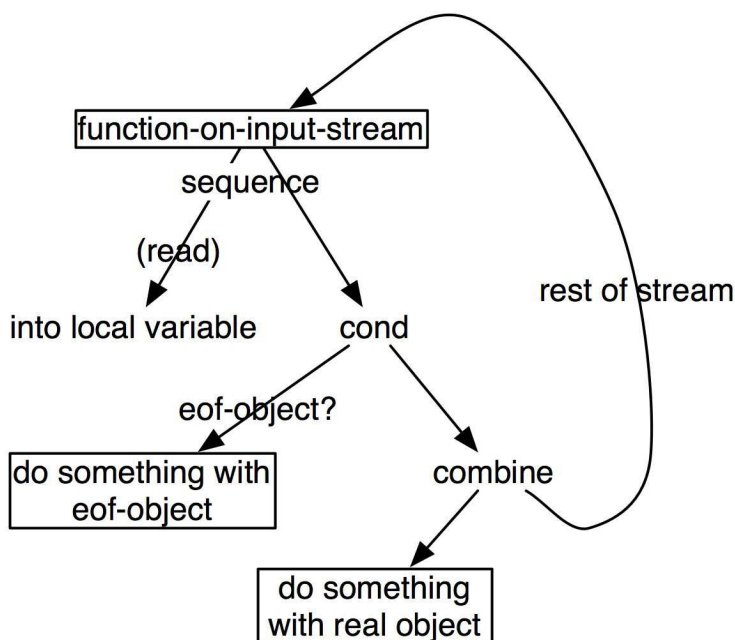 function-on-input-stream
sequence
(read)
rest of stream
into local variable
cond
eof-object?
do something with
eof-object
combine
do something
with real object